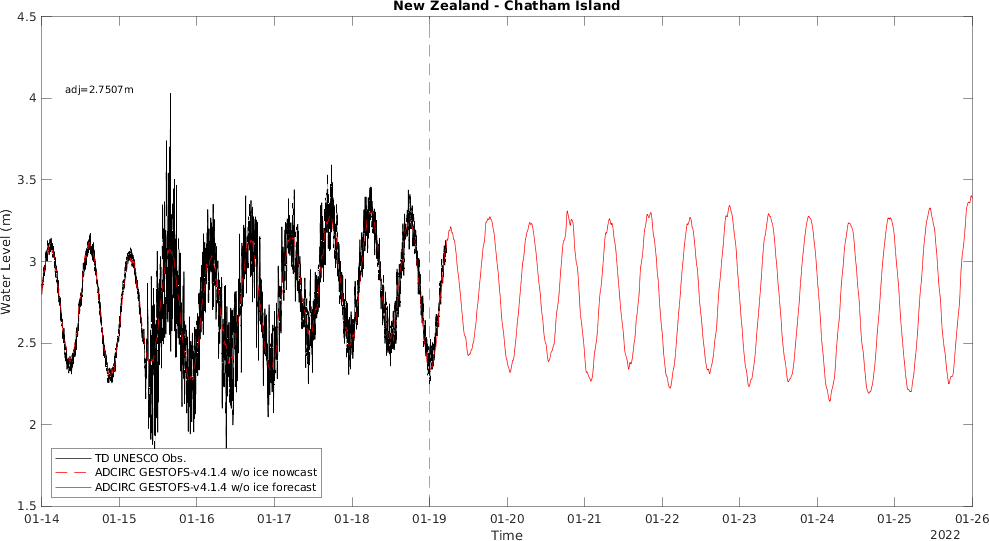 New Zealand - Chatham Island
4.5
4
3.5
3
2.5
2
1.5
Water Level (m)
adj=2.7507m
TD UNESCO Obs.
ADCIRC GESTOFS-v4.1.4 w/o ice nowcast
ADCIRC GESTOFS-v4.1.4 w/o ice forecast
01-14 01-15 01-16 01-17 01-18 01-19 01-20 01-21 01-22 01-23 01-24 01-25 01-26
Time
2022